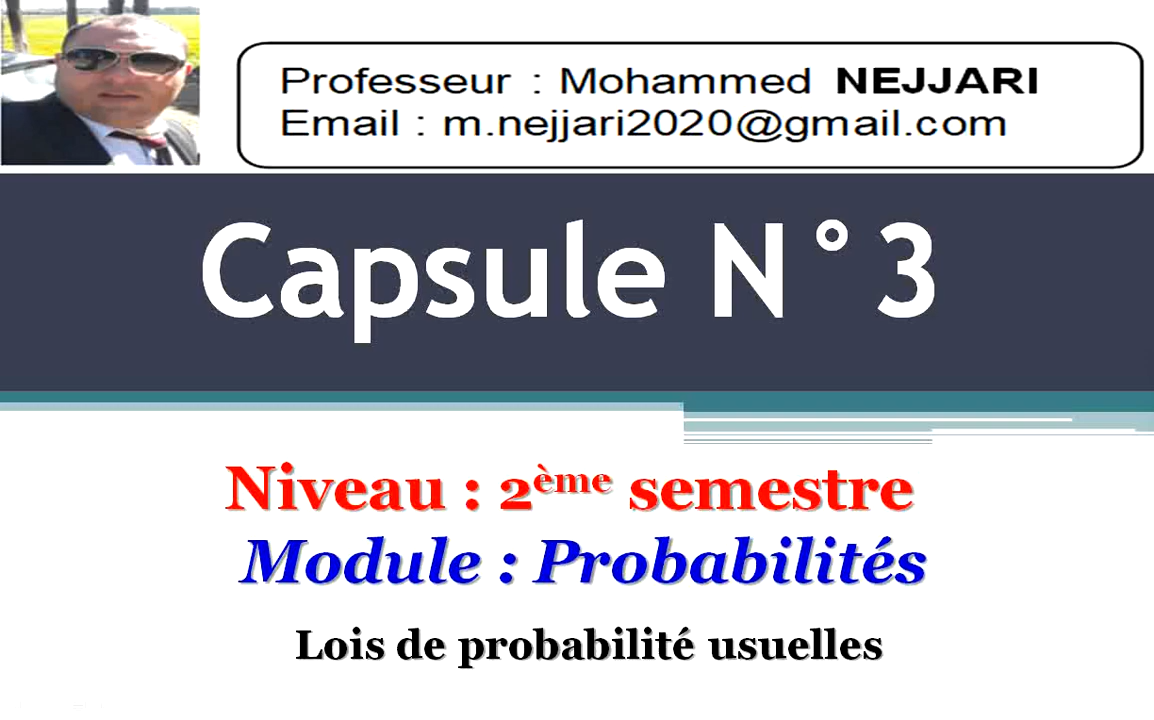 Professeur : Mohammed NEJJARI
Email : m.nejjari2020@gmail.com
Capsule N°3
Niveau : 2ème semestre
Module : Probabilités
Lois de probabilité usuelles